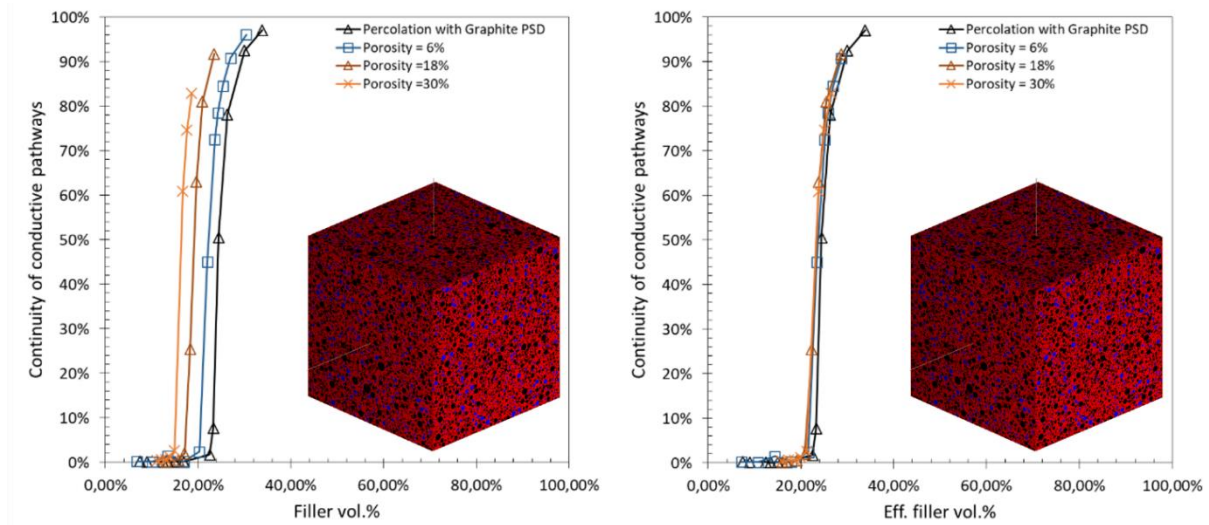 100%
90%
80%
70%
60%
50%
40%
30%
20%
10%
0%
Continuity of conductive pathways
Percolation with Graphite PSD
Porosity = 6%
Porosity =18%
Porosity =30%
0,00% 20,00% 40,00% 60,00% 80,00% 100,00%
Filler vol.%
100%
90%
80%
70%
60%
50%
40%
30%
20%
10%
0%
Continuity of conductive pathways
Percolation with Graphite PSD
Porosity = 6%
Porosity = 18%
Porosity = 30%
0,00% 20,00% 40,00% 60,00% 80,00% 100,00%
Eff. filler vol.%